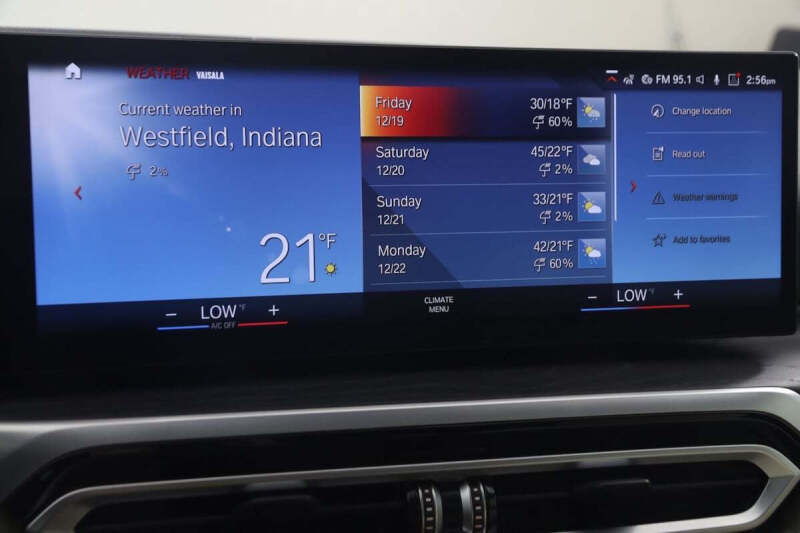 WEATHER VAISALA
FM 95.1 2:56pm
Current weather in
Westfield, Indiana
2%
21°F
Friday 30/18°F
12/19 60%
Saturday 45/22°F
12/20 2%
Sunday 33/21°F
12/21 2%
Monday 42/21°F
12/22 60%
Change location
Read out
Weather warnings
Add to favorites
− LOW °F +
A/C OFF
CLIMATE
MENU
− LOW °F +